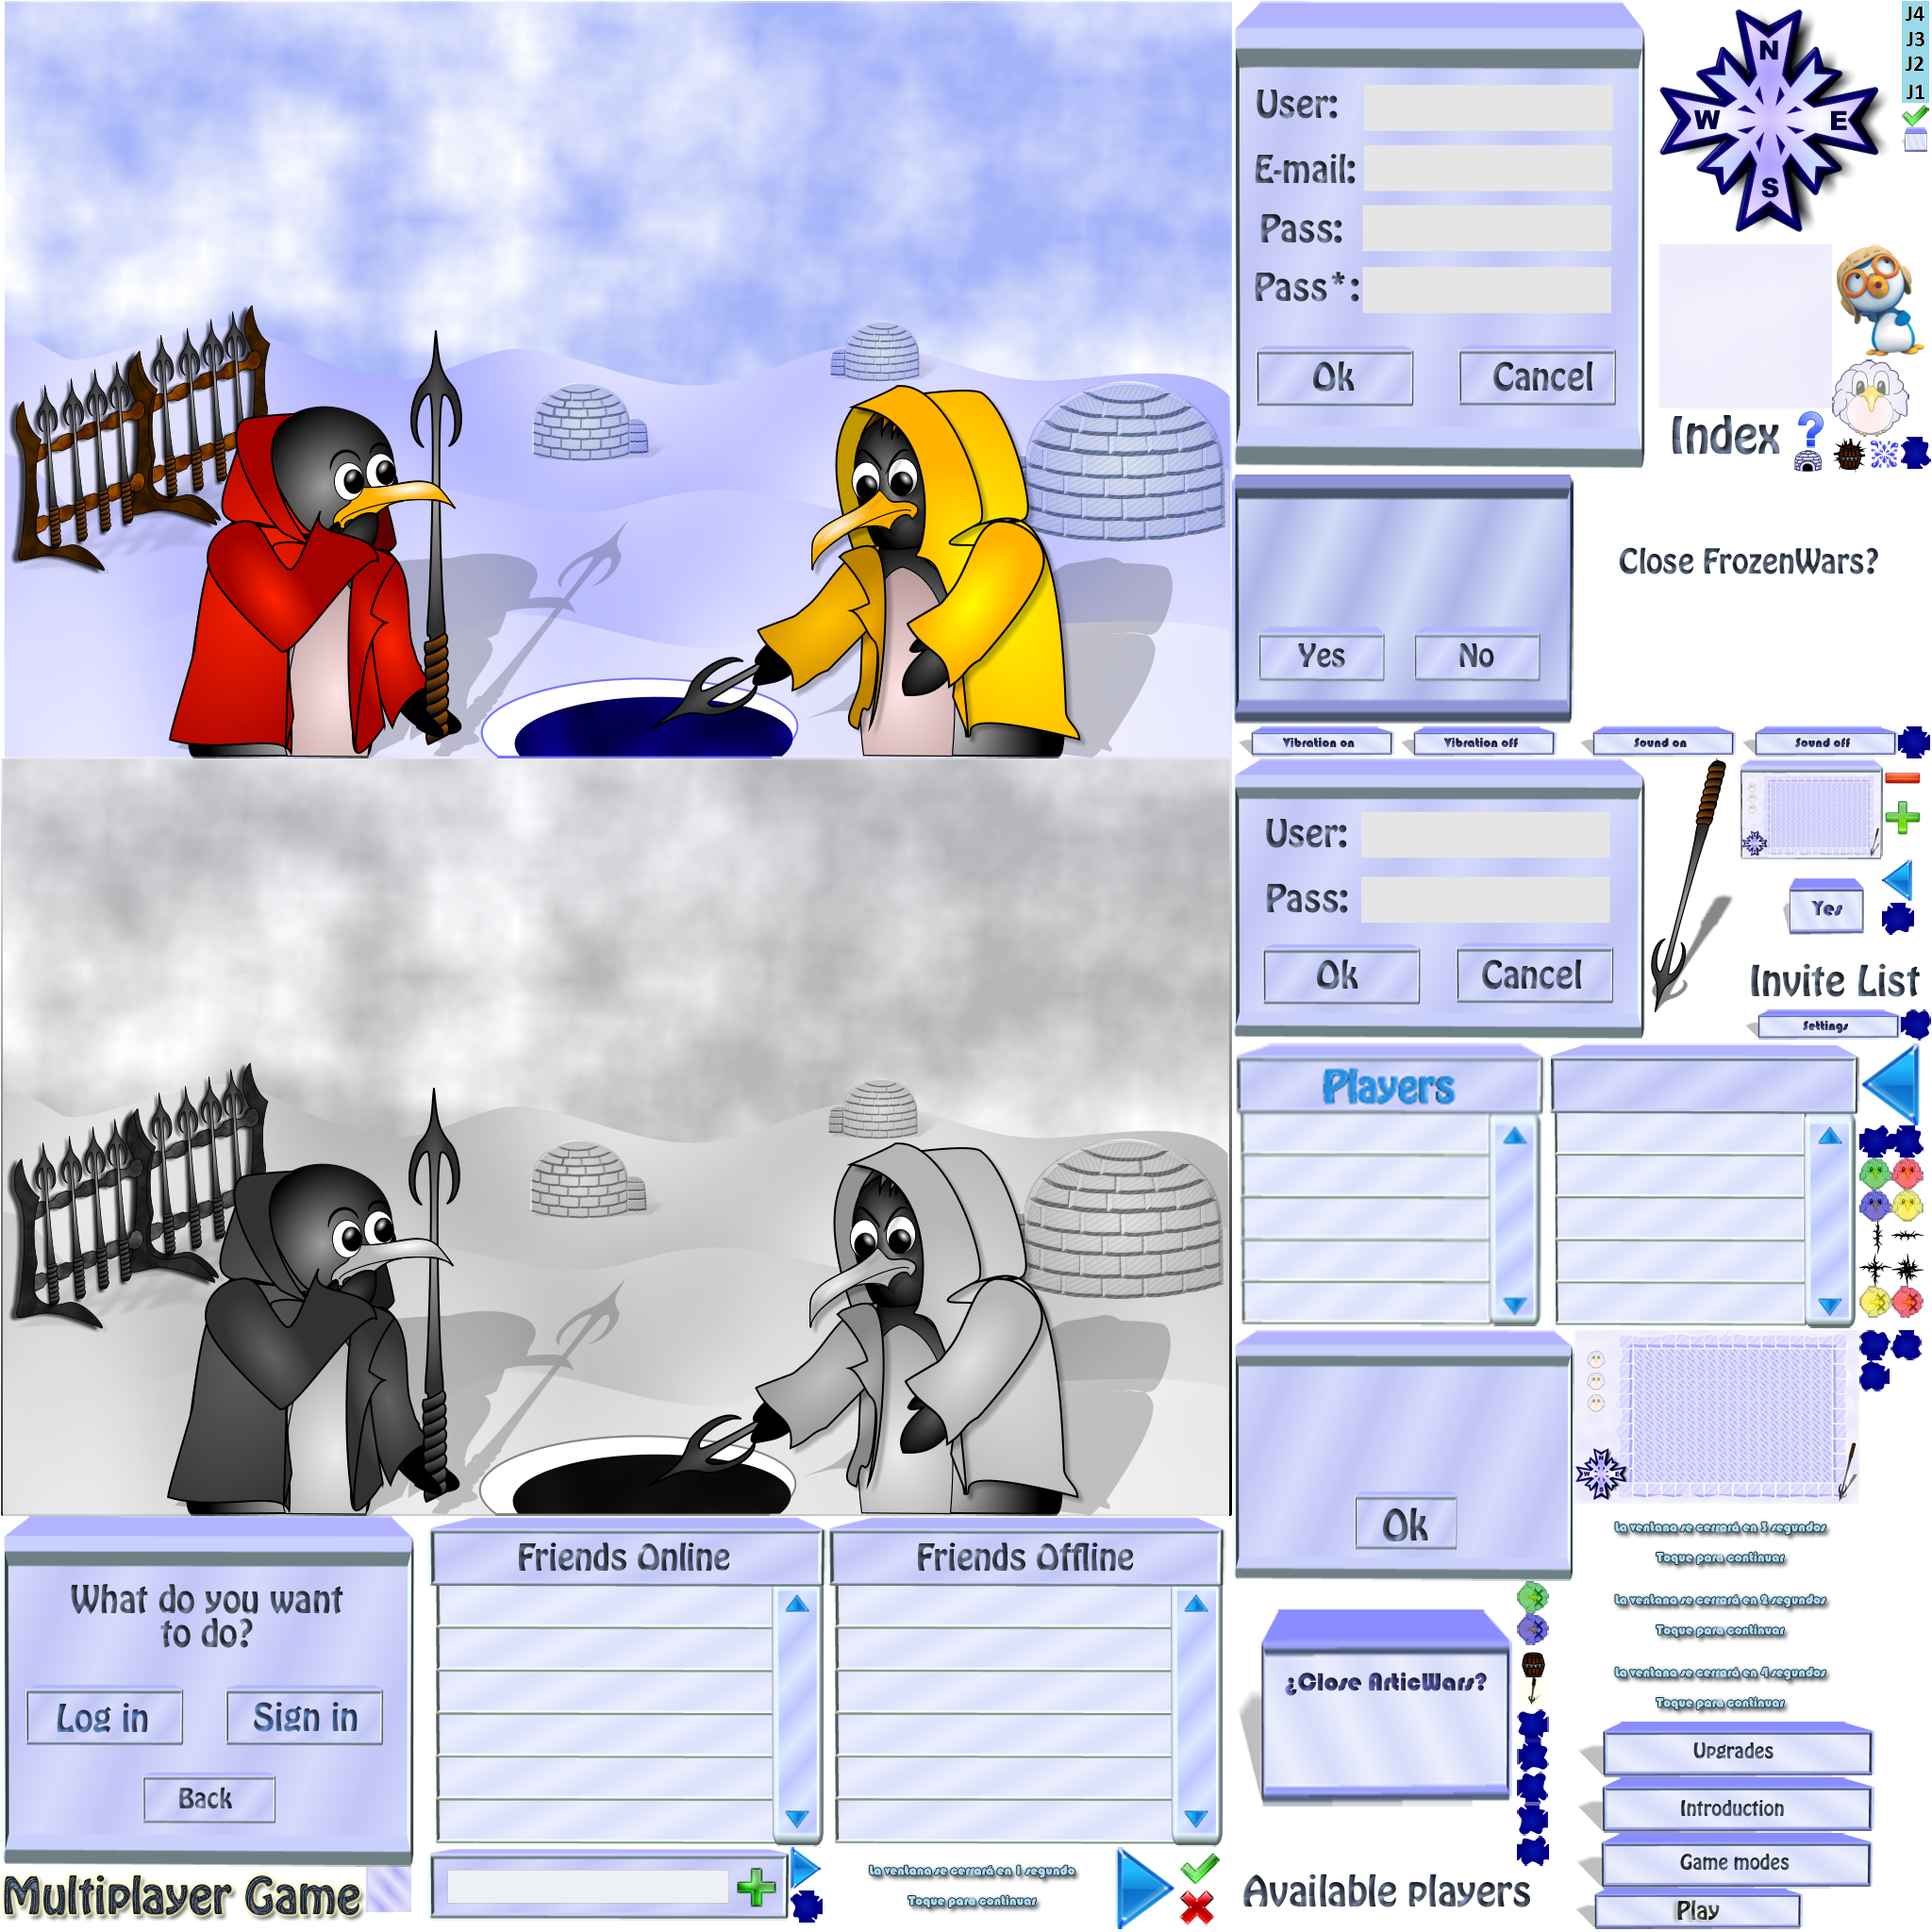 J4
J3
J2
J1
N
W
E
S
User:
E-mail:
Pass:
Pass*:
Ok
Cancel
Index
?
Close FrozenWars?
Yes
No
Vibration on
Vibration off
Sound on
Sound off
User:
Pass:
Ok
Cancel
Yes
Invite List
Settings
Players
Ok
La ventana se cerrará en 3 segundos
Toque para continuar
La ventana se cerrará en 2 segundos
Toque para continuar
La ventana se cerrará en 4 segundos
Toque para continuar
What do you want
to do?
Log in
Sign in
Back
Friends Online
Friends Offline
¿Close ArticWars?
Upgrades
Introduction
Game modes
Play
Multiplayer Game
La ventana se cerrará en 1 segundo
Toque para continuar
Available players